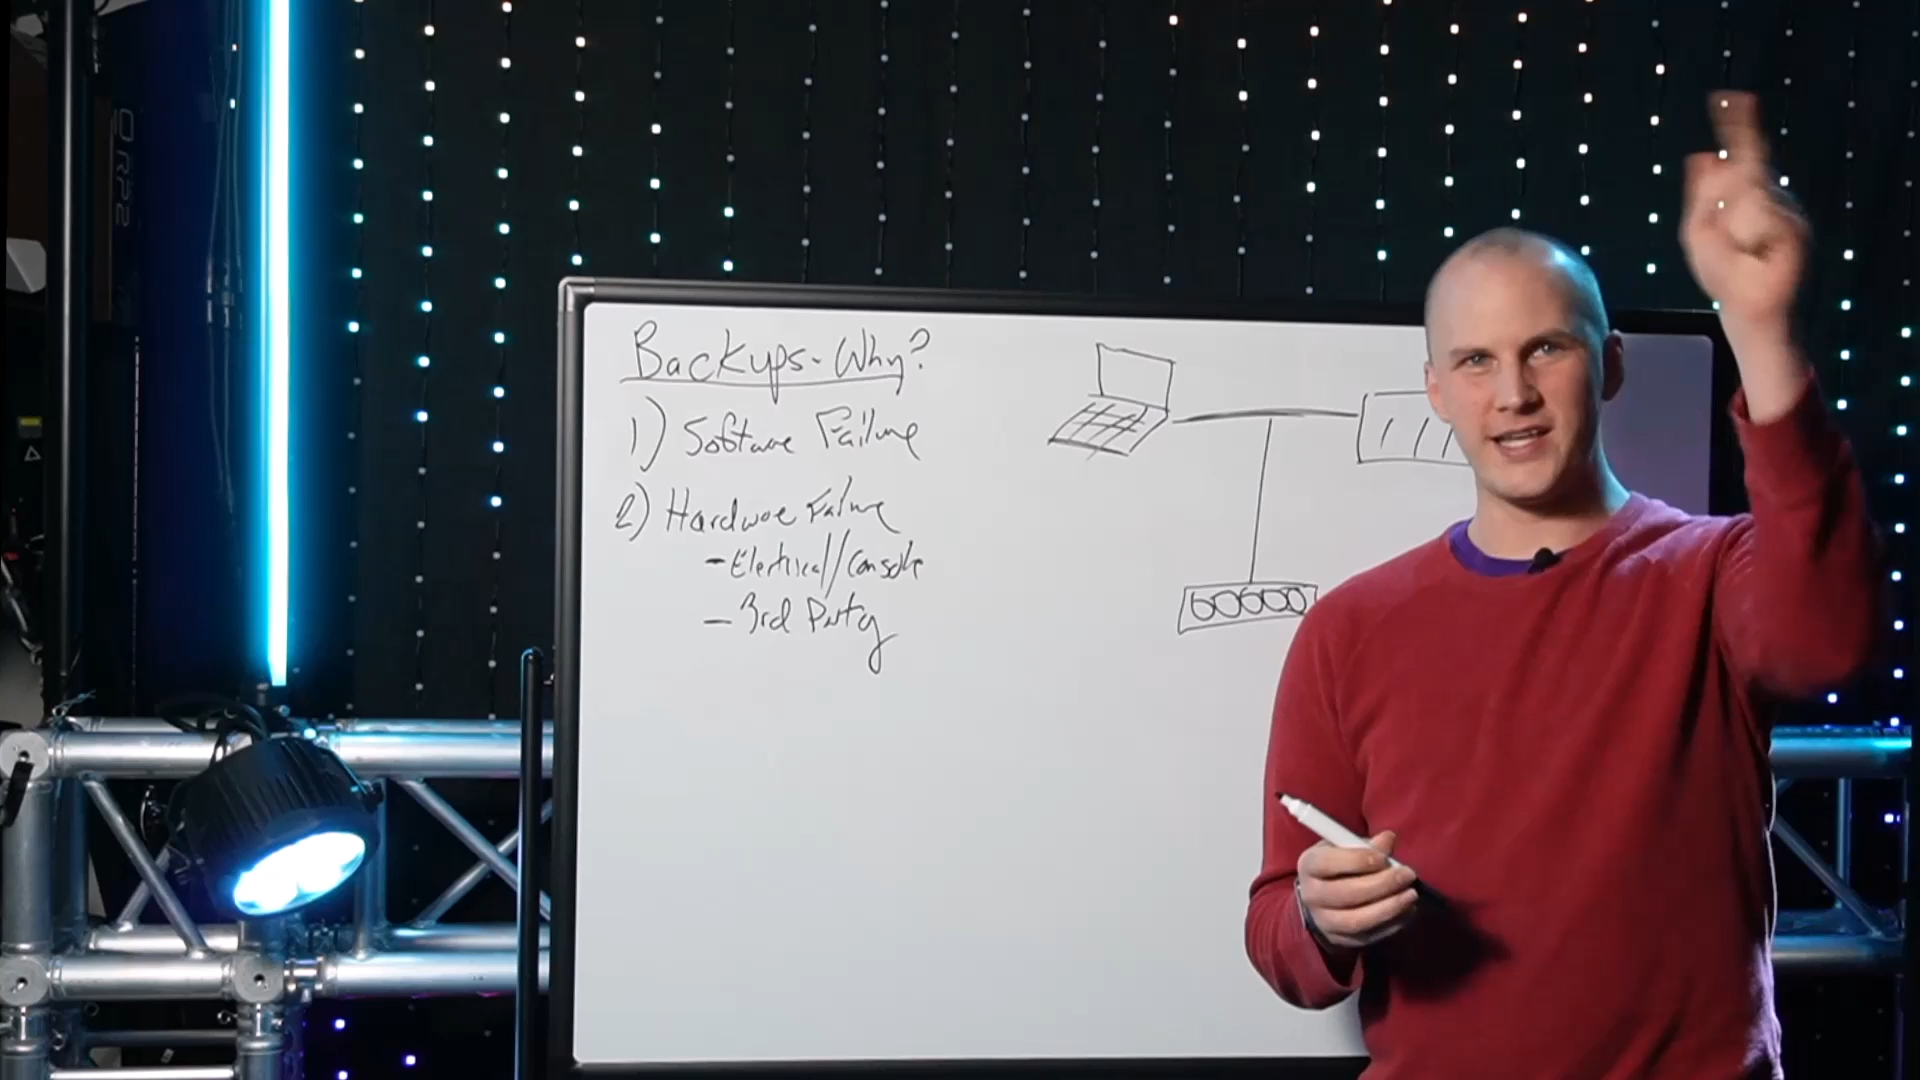 Backups - Why?
1) Software Failure
2) Hardware Failure
- Electrical/Console
- 3rd Party